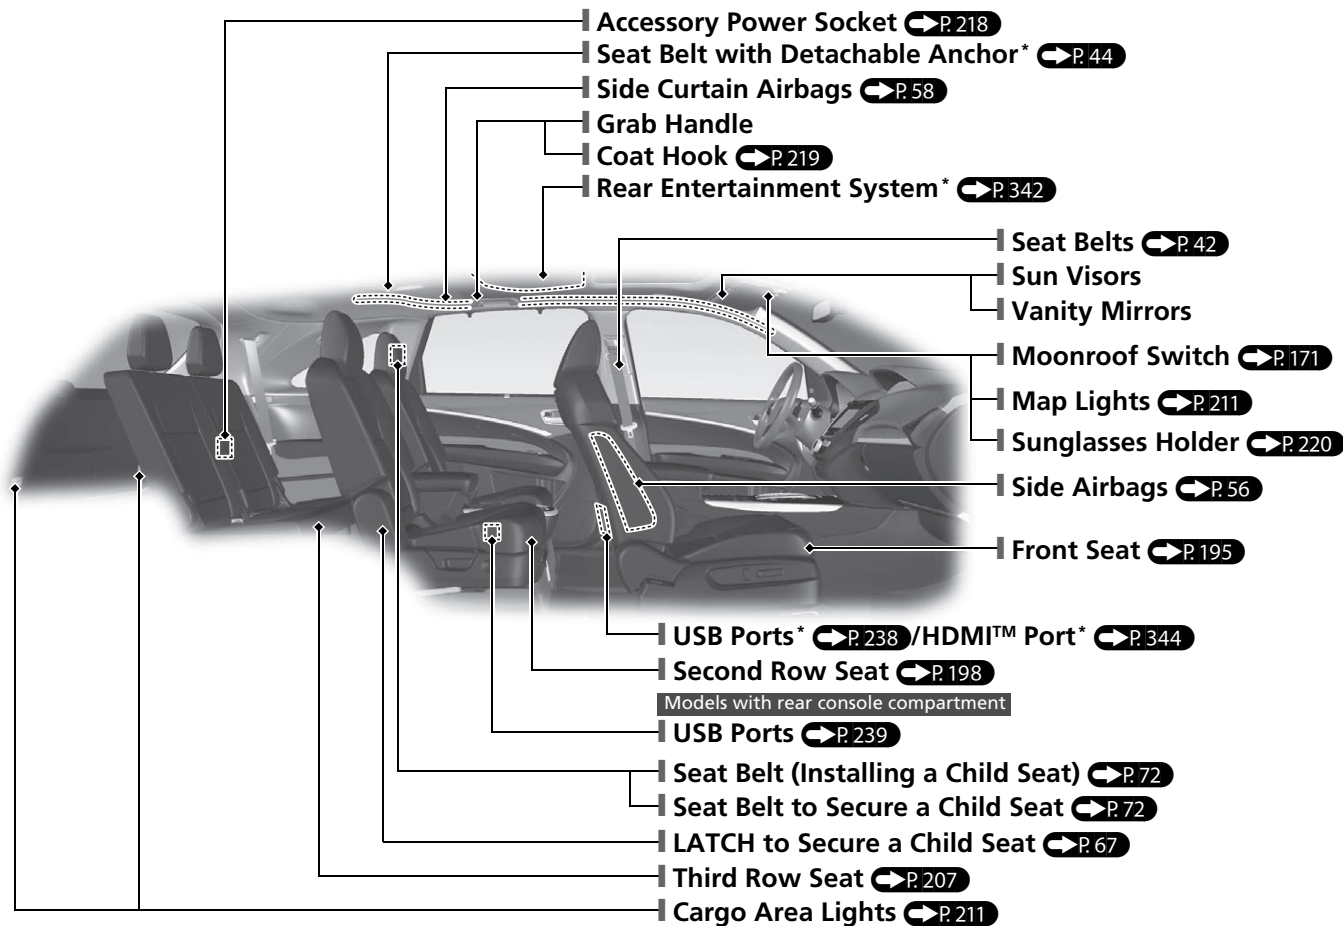 Accessory Power Socket P. 218
Seat Belt with Detachable Anchor* P. 44
Side Curtain Airbags P. 58
Grab Handle
Coat Hook P. 219
Rear Entertainment System* P. 342
Seat Belts P. 42
Sun Visors
Vanity Mirrors
Moonroof Switch P. 171
Map Lights P. 211
Sunglasses Holder P. 220
Side Airbags P. 56
Front Seat P. 195
USB Ports* P. 238 /HDMI™ Port* P. 344
Second Row Seat P. 198
Models with rear console compartment
USB Ports P. 239
Seat Belt (Installing a Child Seat) P. 72
Seat Belt to Secure a Child Seat P. 72
LATCH to Secure a Child Seat P. 67
Third Row Seat P. 207
Cargo Area Lights P. 211